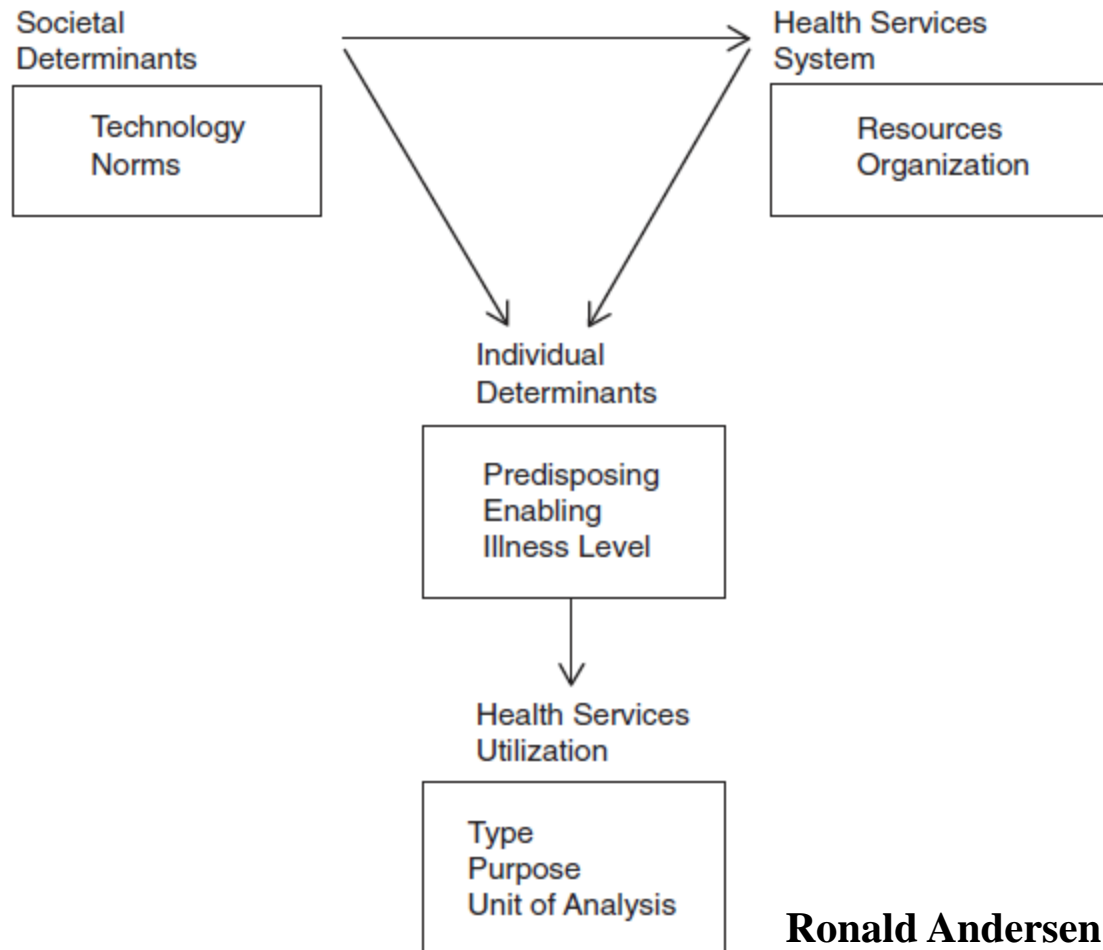 Societal
Determinants
Technology
Norms
Health Services
System
Resources
Organization
Individual
Determinants
Predisposing
Enabling
Illness Level
Health Services
Utilization
Type
Purpose
Unit of Analysis
Ronald Andersen